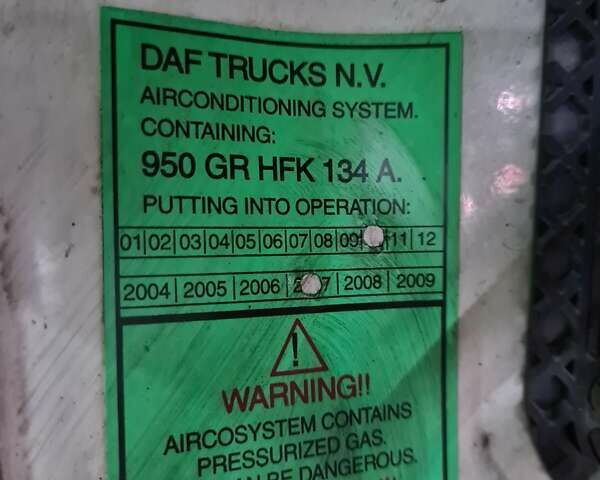 DAF TRUCKS N.V.
AIRCONDITIONING SYSTEM.
CONTAINING:
950 GR HFK 134 A.
PUTTING INTO OPERATION:
01|02|03|04|05|06|07|08|09| |11|12
2004|2005|2006| |2008|2009
WARNING!!
AIRCOSYSTEM CONTAINS
PRESSURIZED GAS.
BE DANGEROUS.